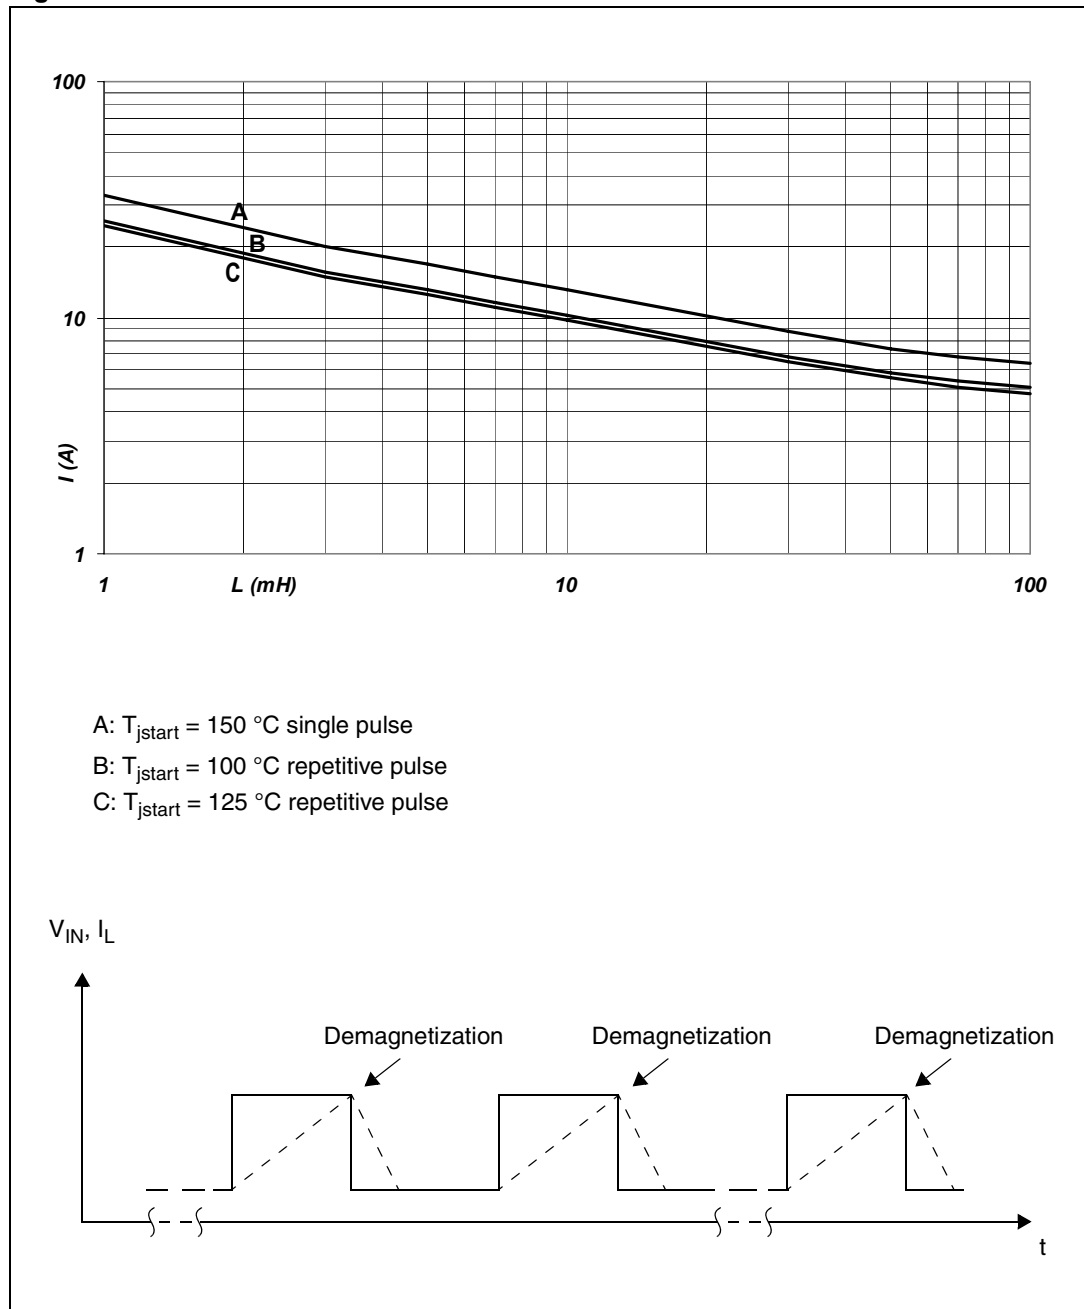 100
A
B
C
10
I (A)
1
1 L (mH) 10 100
A: Tjstart = 150 °C single pulse
B: Tjstart = 100 °C repetitive pulse
C: Tjstart = 125 °C repetitive pulse
VIN, IL
Demagnetization Demagnetization Demagnetization
t